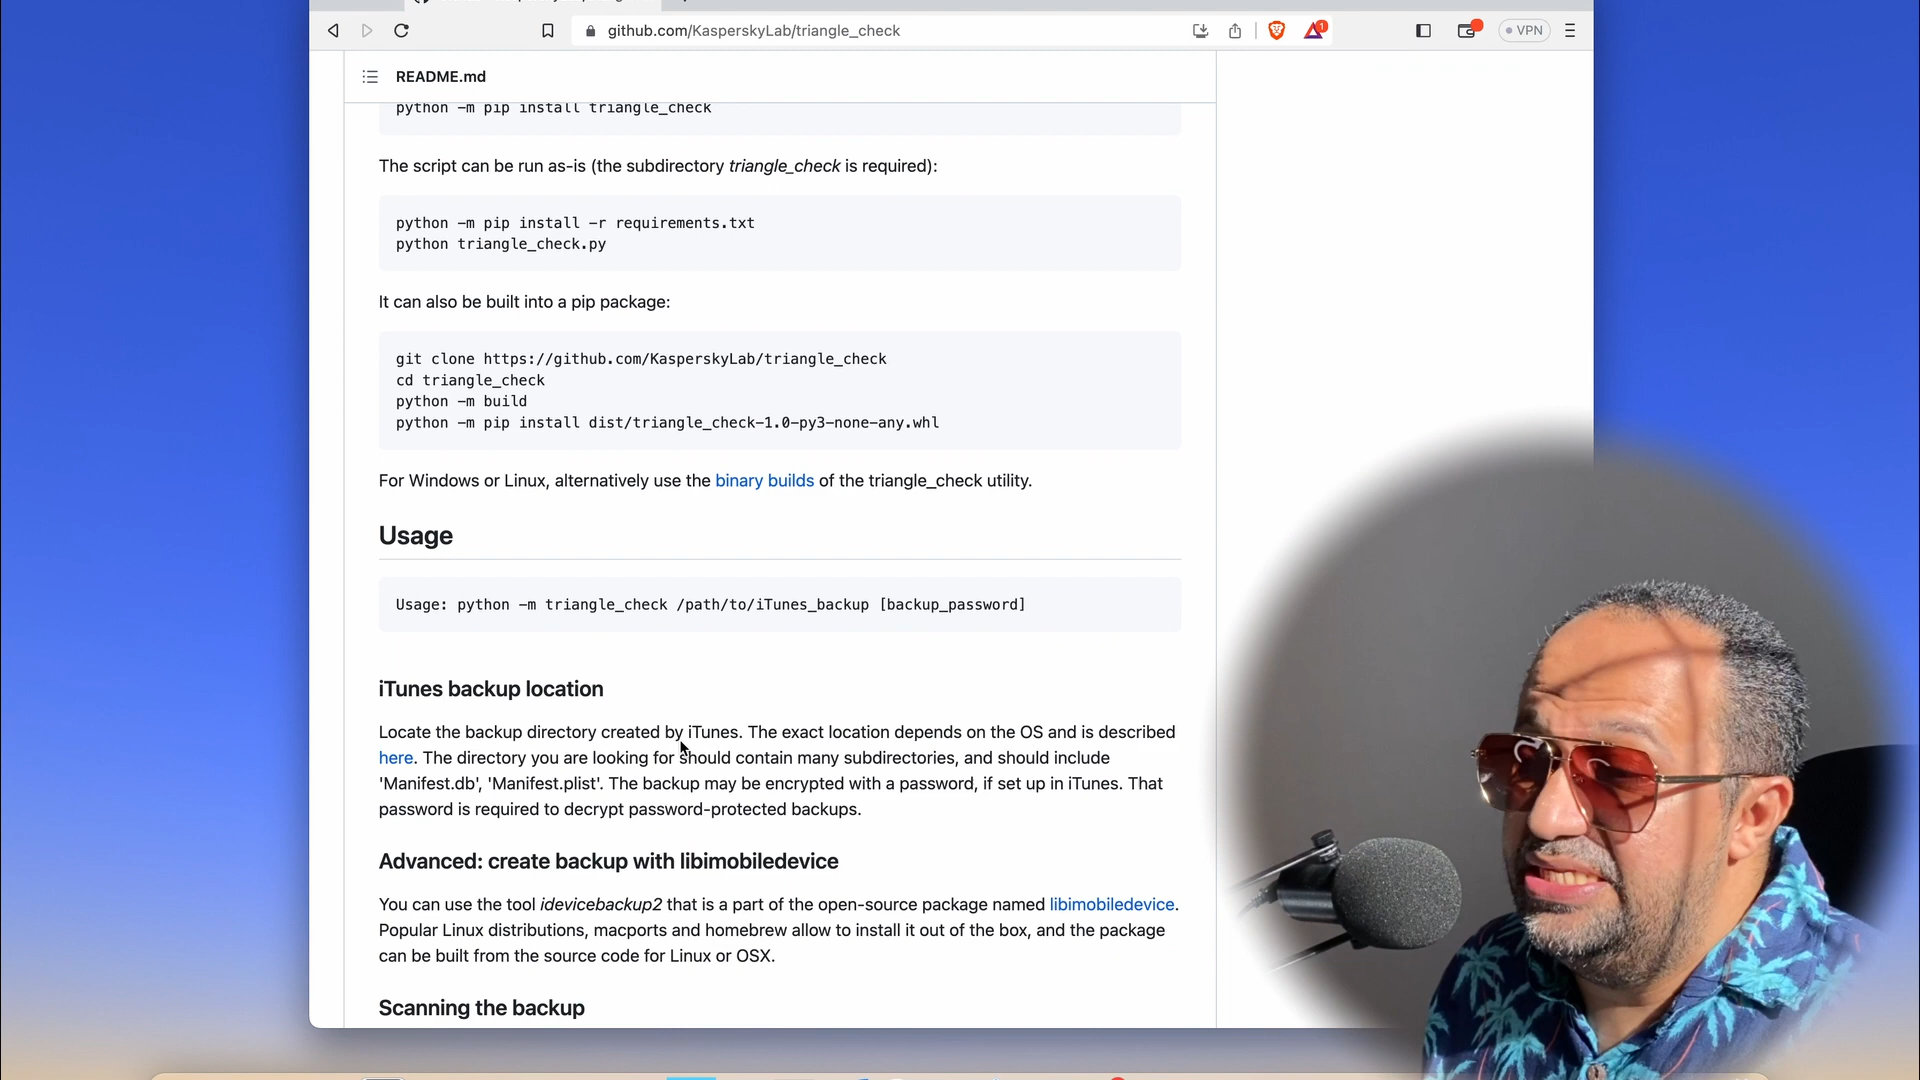 github.com/KasperskyLab/triangle_check
1
VPN
README.md
python -m pip install triangle_check
The script can be run as-is (the subdirectory triangle_check is required):
python -m pip install -r requirements.txt
python triangle_check.py
It can also be built into a pip package:
git clone https://github.com/KasperskyLab/triangle_check
cd triangle_check
python -m build
python -m pip install dist/triangle_check-1.0-py3-none-any.whl
For Windows or Linux, alternatively use the binary builds of the triangle_check utility.
Usage
Usage: python -m triangle_check /path/to/iTunes_backup [backup_password]
iTunes backup location
Locate the backup directory created by iTunes. The exact location depends on the OS and is described
here. The directory you are looking for should contain many subdirectories, and should include
'Manifest.db', 'Manifest.plist'. The backup may be encrypted with a password, if set up in iTunes. That
password is required to decrypt password-protected backups.
Advanced: create backup with libimobiledevice
You can use the tool idevicebackup2 that is a part of the open-source package named libimobiledevice.
Popular Linux distributions, macports and homebrew allow to install it out of the box, and the package
can be built from the source code for Linux or OSX.
Scanning the backup